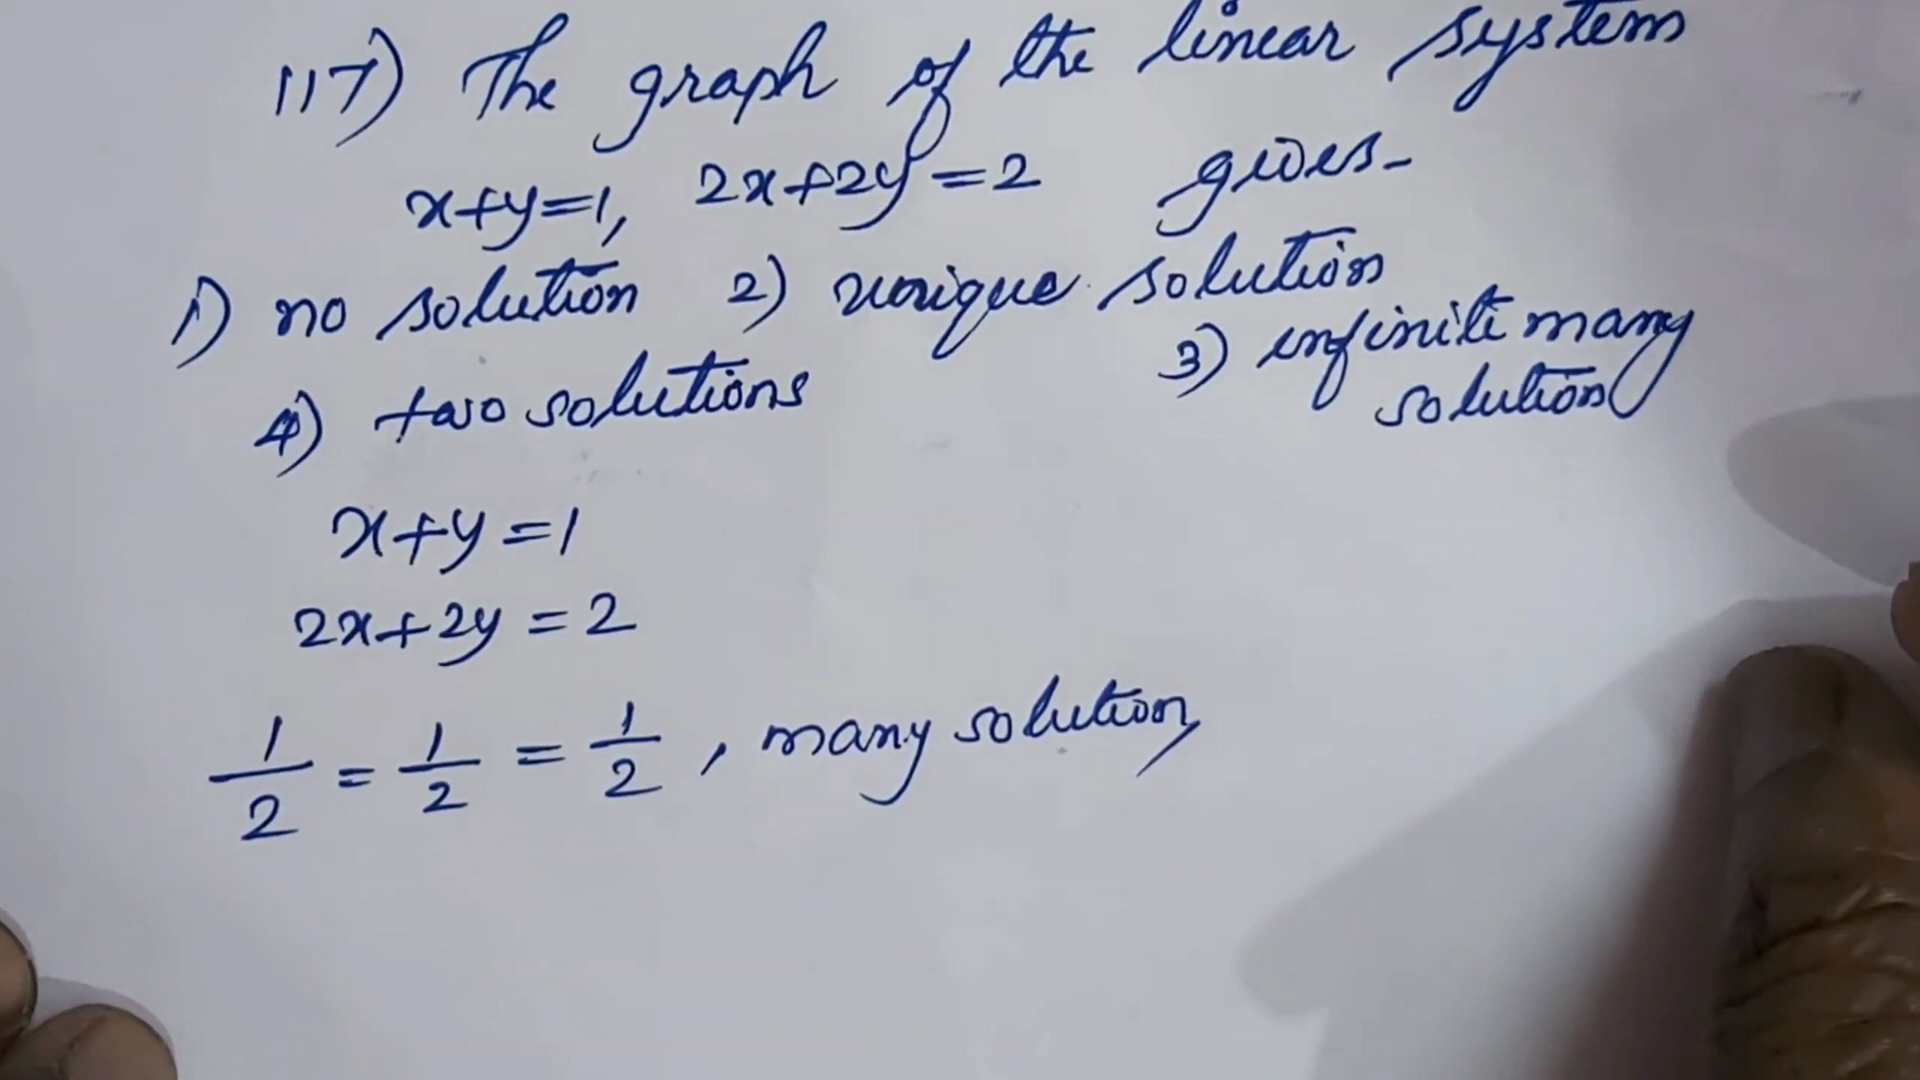 117) The graph of the linear system
x+y=1, 2x+2y=2 gives-
1) no solution 2) unique solution
3) infinite many
solution
4) two solutions
x+y=1
2x+2y=2
1/2 = 1/2 = 1/2, many solution